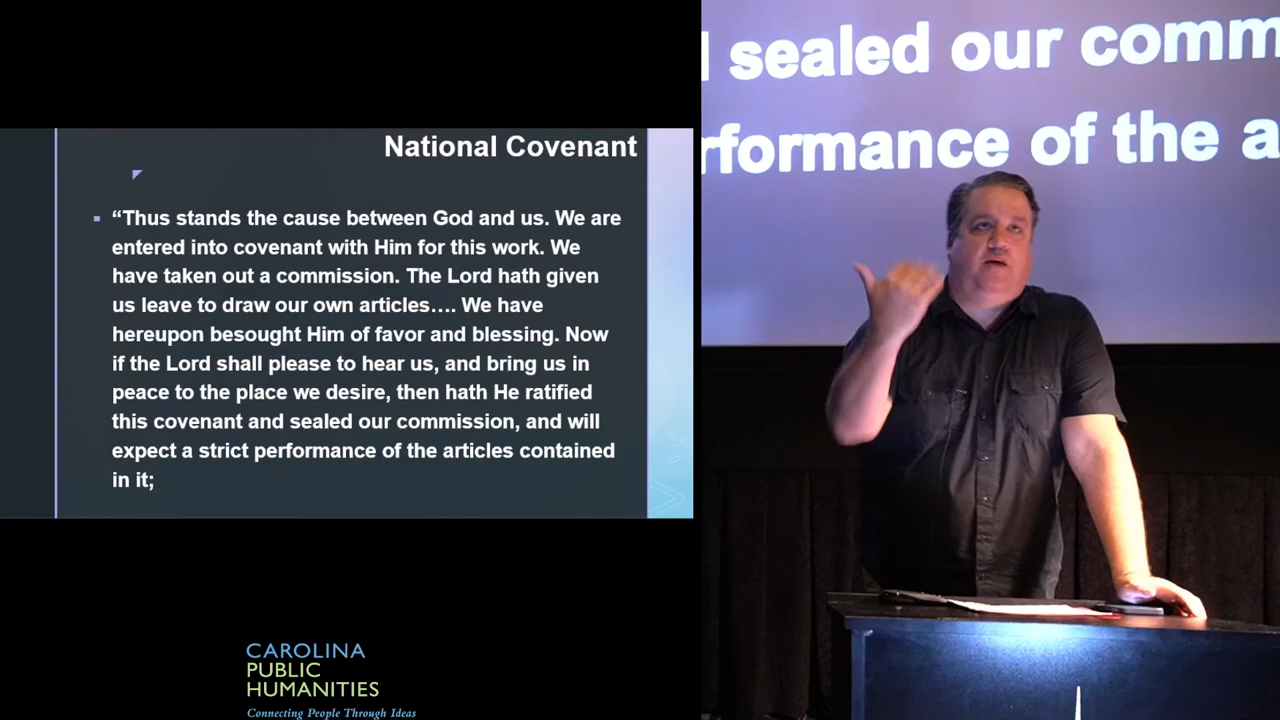 National Covenant
▪ “Thus stands the cause between God and us. We are
entered into covenant with Him for this work. We
have taken out a commission. The Lord hath given
us leave to draw our own articles…. We have
hereupon besought Him of favor and blessing. Now
if the Lord shall please to hear us, and bring us in
peace to the place we desire, then hath He ratified
this covenant and sealed our commission, and will
expect a strict performance of the articles contained
in it;
sealed our comm
rformance of the a
CAROLINA
PUBLIC
HUMANITIES
Connecting People Through Ideas